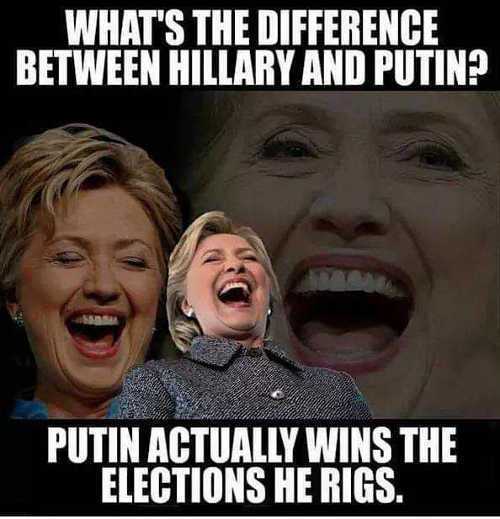 WHAT'S THE DIFFERENCE
BETWEEN HILLARY AND PUTIN?
PUTIN ACTUALLY WINS THE
ELECTIONS HE RIGS.